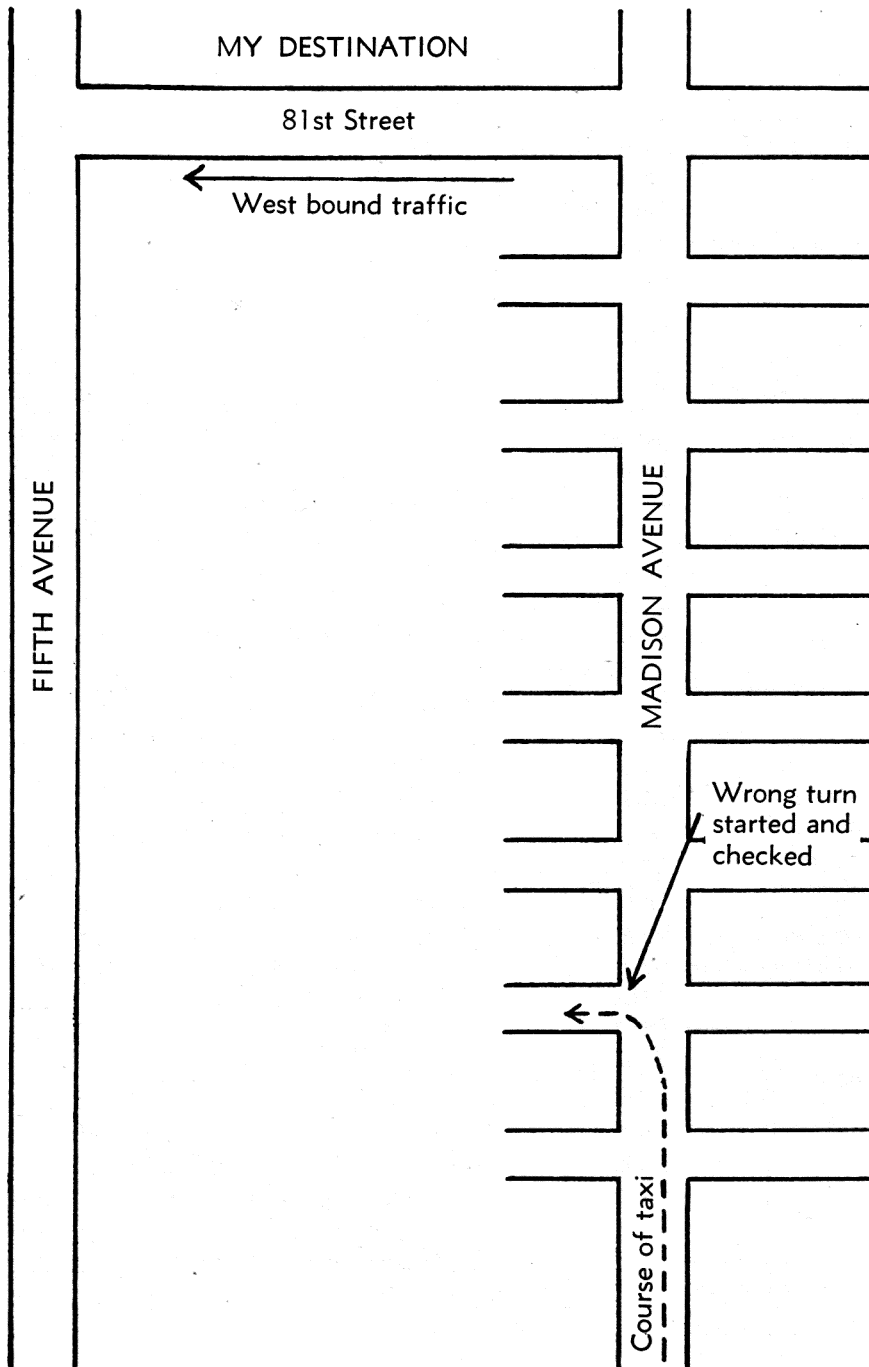 MY DESTINATION
81st Street
West bound traffic
FIFTH AVENUE
MADISON AVENUE
Wrong turn
started and
checked
Course of taxi